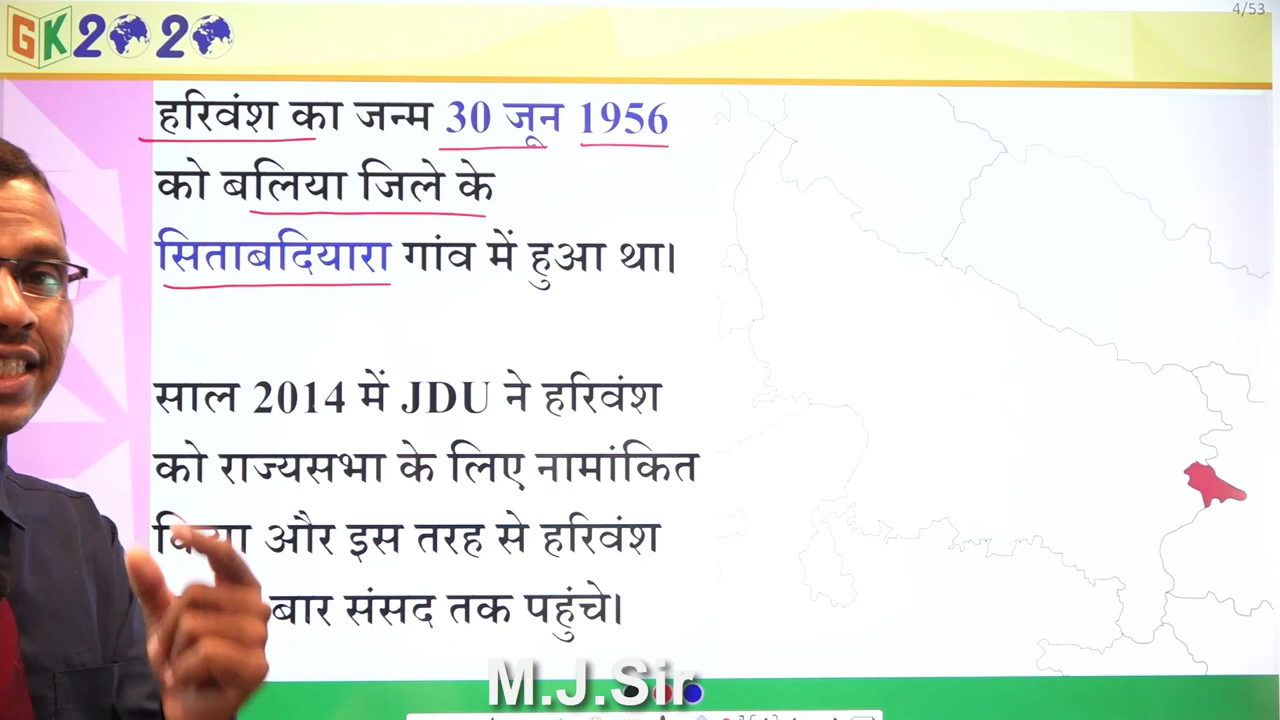 4/53
GK2020
हरिवंश का जन्म 30 जून 1956
को बलिया जिले के
सिताबदियारा गांव में हुआ था।
साल 2014 में JDU ने हरिवंश
को राज्यसभा के लिए नामांकित
और इस तरह से हरिवंश
बार संसद तक पहुंचे।
M.J.Sir